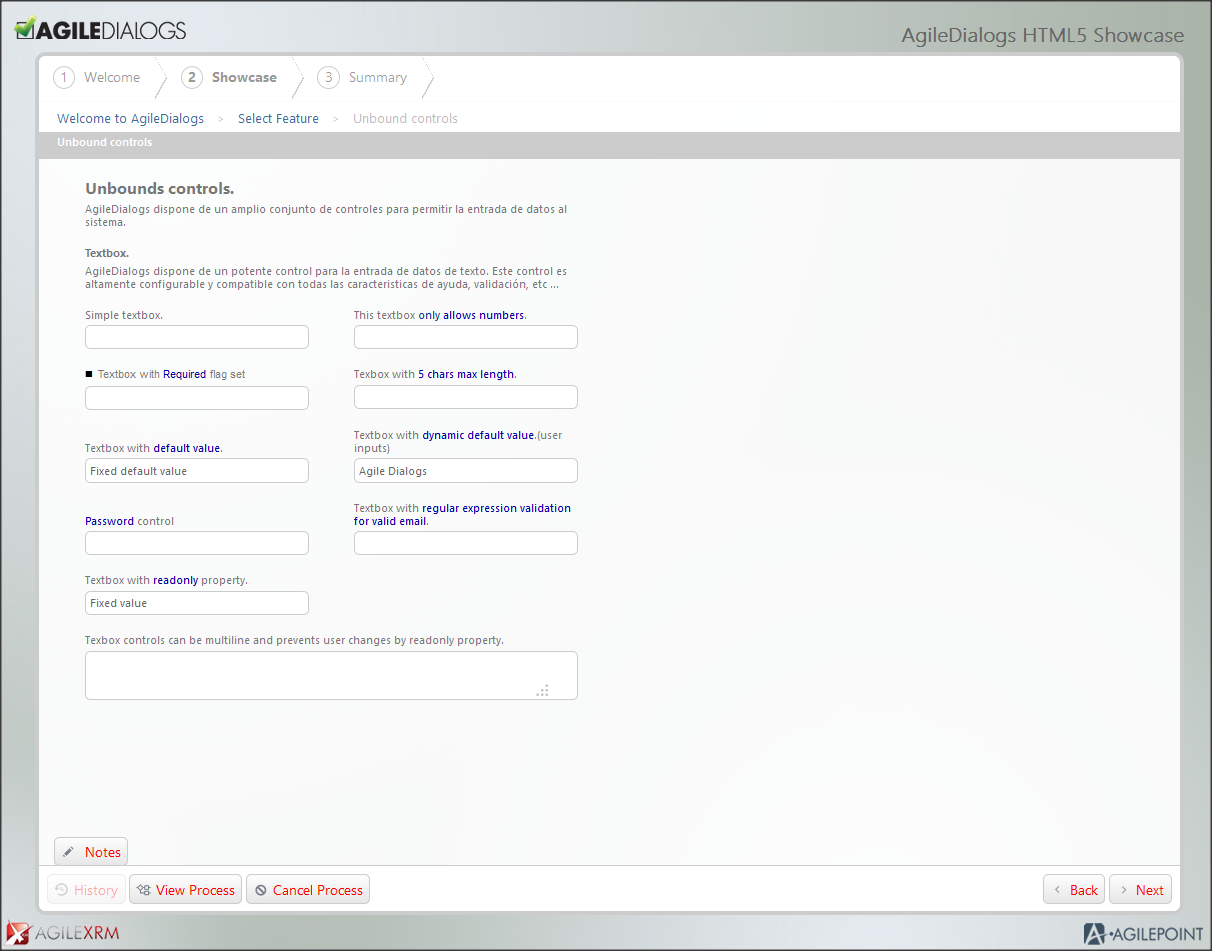 AGILEDIALOGS
AgileDialogs HTML5 Showcase
1 Welcome 2 Showcase 3 Summary
Welcome to AgileDialogs > Select Feature > Unbound controls
Unbound controls
Unbounds controls.
AgileDialogs dispone de un amplio conjunto de controles para permitir la entrada de datos al
sistema.
Textbox.
AgileDialogs dispone de un potente control para la entrada de datos de texto. Este control es
altamente configurable y compatible con todas las caracteristicas de ayuda, validación, etc ...
Simple textbox.
This textbox only allows numbers.
Textbox with Required flag set
Texbox with 5 chars max length.
Textbox with default value.
Fixed default value
Textbox with dynamic default value.(user
inputs)
Agile Dialogs
Password control
Textbox with regular expression validation
for valid email.
Textbox with readonly property.
Fixed value
Texbox controls can be multiline and prevents user changes by readonly property.
Notes
History View Process Cancel Process
< Back > Next
AGILEXRM
AGILEPOINT